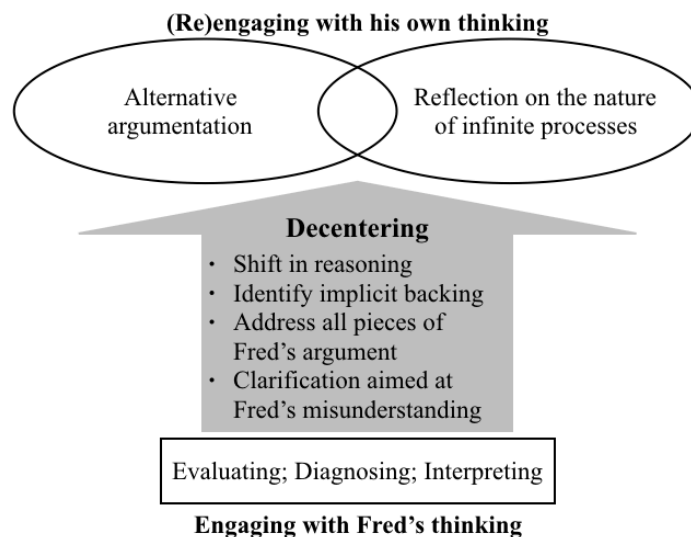 (Re)engaging with his own thinking
Alternative
argumentation
Reflection on the nature
of infinite processes
Decentering
· Shift in reasoning
· Identify implicit backing
· Address all pieces of
Fred’s argument
· Clarification aimed at
Fred’s misunderstanding
Evaluating; Diagnosing; Interpreting
Engaging with Fred’s thinking